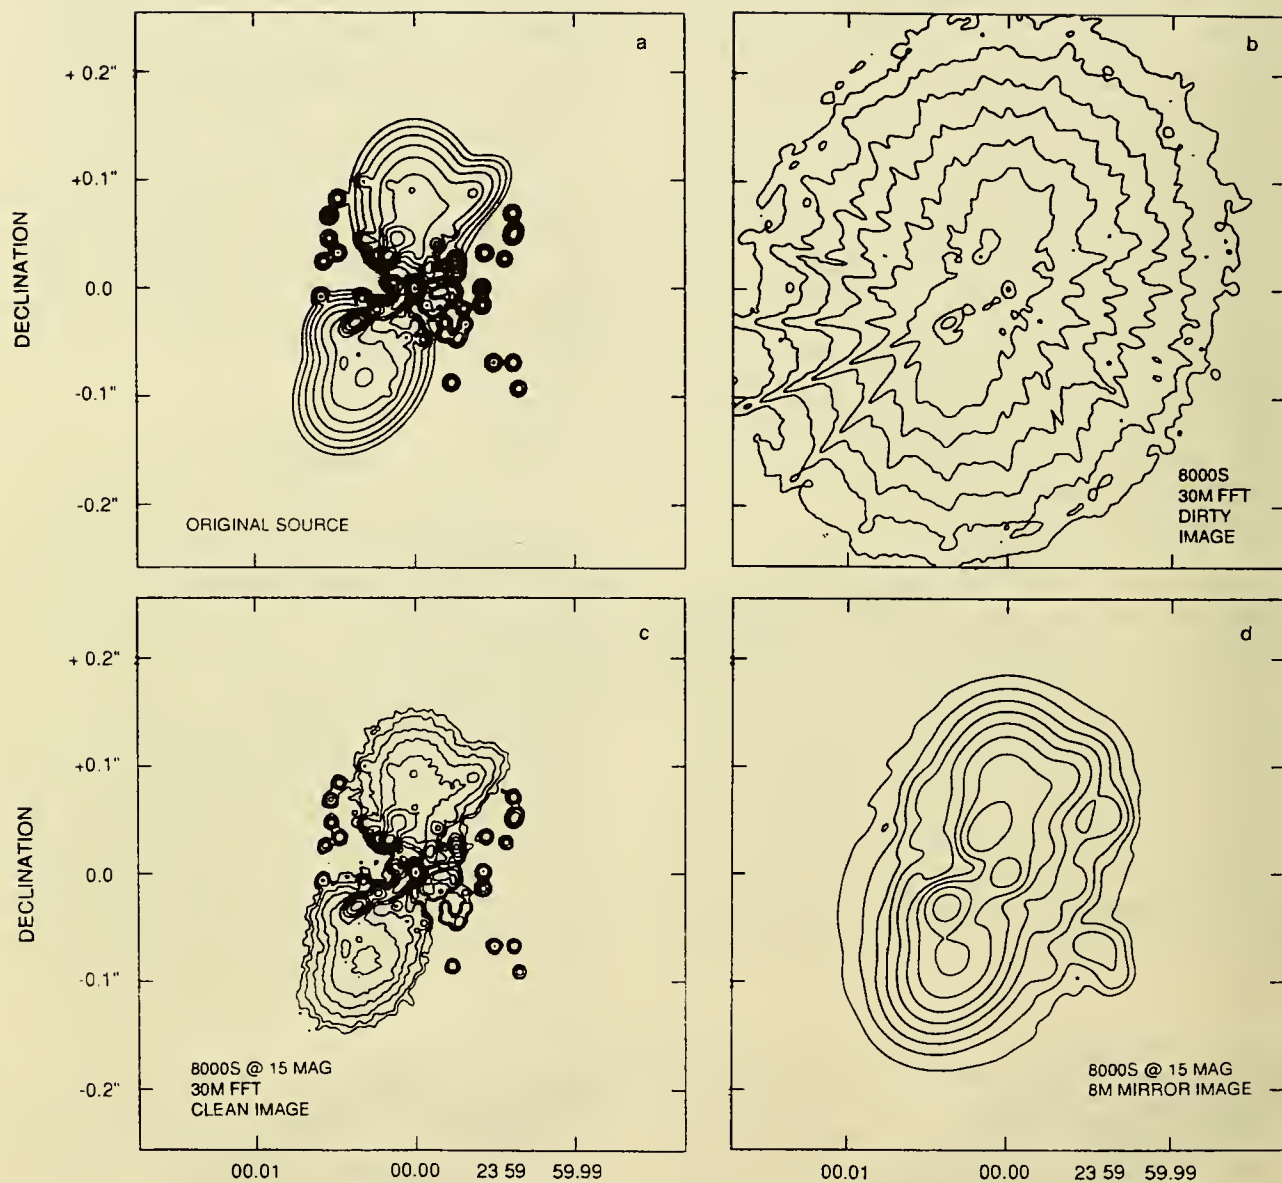 a
+ 0.2"
+0.1"
0.0
-0.1"
-0.2"
DECLINATION
ORIGINAL SOURCE
b
8000S
30M FFT
DIRTY
IMAGE
c
+ 0.2"
+0.1"
0.0
-0.1"
-0.2"
DECLINATION
8000S @ 15 MAG
30M FFT
CLEAN IMAGE
00.01 00.00 23 59 59.99
d
8000S @ 15 MAG
8M MIRROR IMAGE
00.01 00.00 23 59 59.99